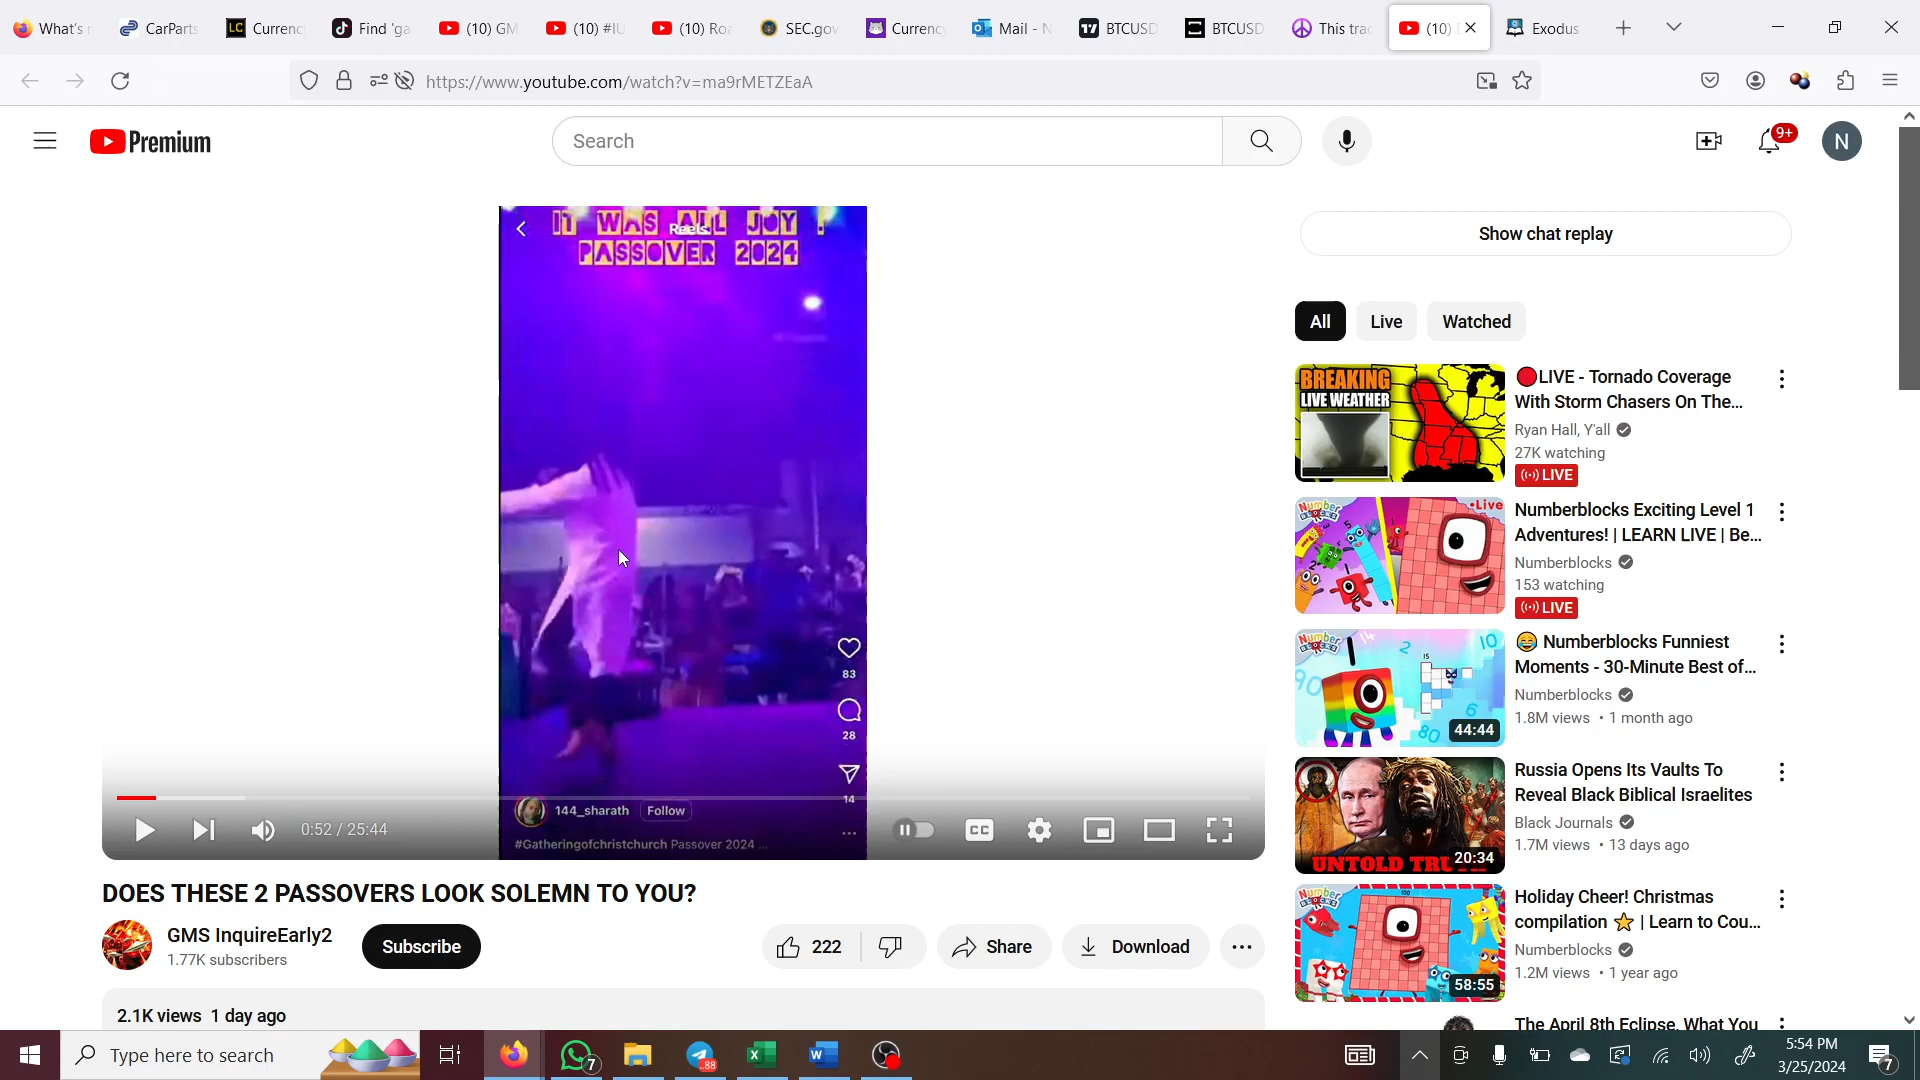 What's
CarParts
Currenc
Find 'ga
(10) GM
(10) #IU
(10) Roa
SEC.gov
Currency
Mail - N
BTCUSD
BTCUSD
This trac
(10)
Exodus
https://www.youtube.com/watch?v=ma9rMETZEaA
Premium
Search
9+
N
IT WAS ALL JOY !
Reels
PASSOVER 2024
83
28
14
144_sharath
Follow
#Gatheringofchristchurch Passover 2024 ...
0:52 / 25:44
CC
DOES THESE 2 PASSOVERS LOOK SOLEMN TO YOU?
GMS InquireEarly2
1.77K subscribers
Subscribe
222
Share
Download
2.1K views 1 day ago
Show chat replay
All
Live
Watched
BREAKING
LIVE WEATHER
🔴LIVE - Tornado Coverage
With Storm Chasers On The...
Ryan Hall, Y'all
27K watching
LIVE
Number
Blocks
Live
Numberblocks Exciting Level 1
Adventures! | LEARN LIVE | Be...
Numberblocks
153 watching
LIVE
44:44
😂 Numberblocks Funniest
Moments - 30-Minute Best of...
Numberblocks
1.8M views • 1 month ago
20:34
Russia Opens Its Vaults To
Reveal Black Biblical Israelites
Black Journals
1.7M views • 13 days ago
58:55
Holiday Cheer! Christmas
compilation ⭐ | Learn to Cou...
Numberblocks
1.2M views • 1 year ago
The April 8th Eclipse. What You
Type here to search
7
..88
5:54 PM
3/25/2024
7